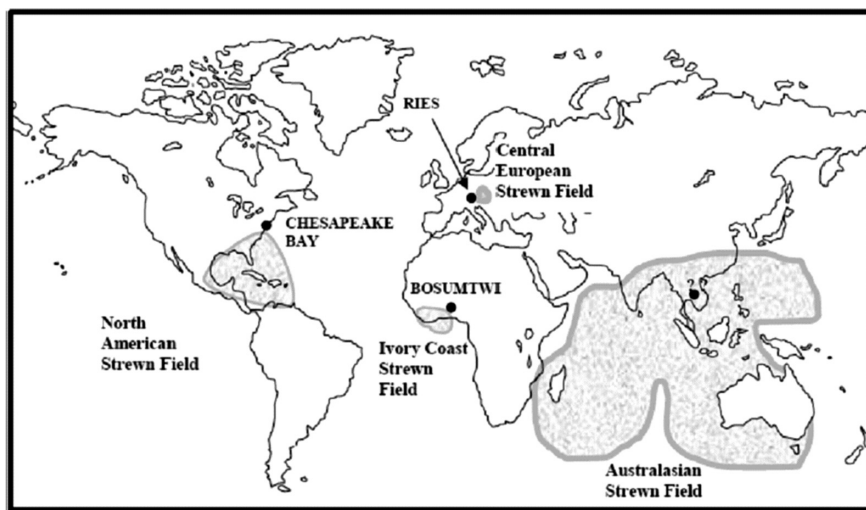 RIES
Central
European
Strewn Field
CHESAPEAKE
BAY
BOSUMTWI
North
American
Strewn Field
Ivory Coast
Strewn
Field
Australasian
Strewn Field